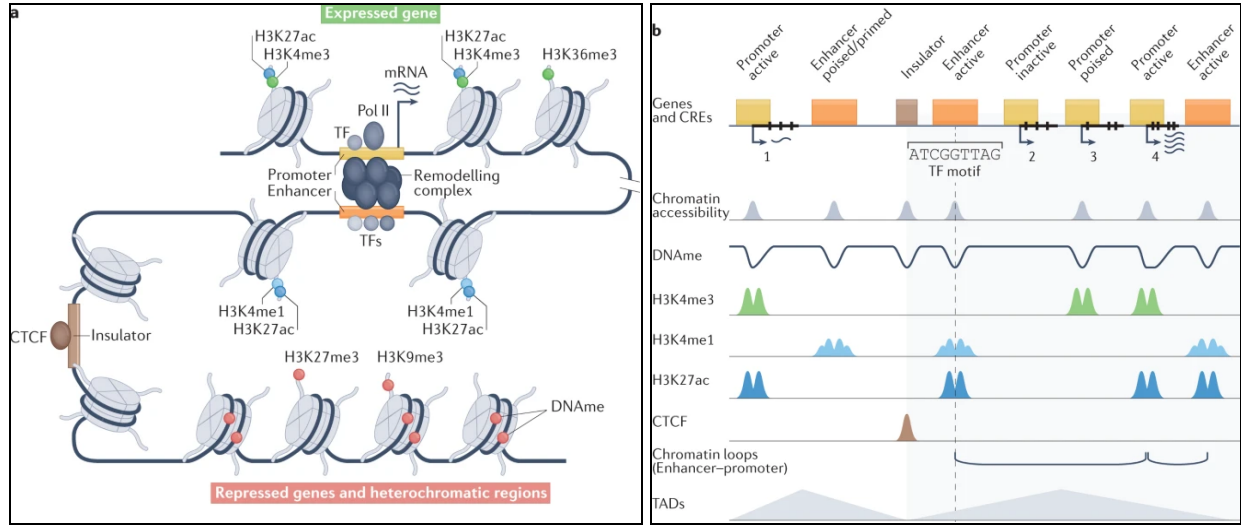 a
Expressed gene
H3K27ac
H3K4me3
H3K27ac
H3K4me3
H3K36me3
mRNA
Pol II
TF
Promoter
Enhancer
Remodelling
complex
TFs
H3K4me1
H3K27ac
H3K4me1
H3K27ac
CTCF
Insulator
H3K27me3
H3K9me3
DNAme
Repressed genes and heterochromatic regions
b
Promoter
active
Enhancer
poised/primed
Insulator
Enhancer
active
Promoter
inactive
Promoter
poised
Promoter
active
Enhancer
active
Genes
and CREs
1
ATCGGTTAG
TF motif
2
3
4
Chromatin
accessibility
DNAme
H3K4me3
H3K4me1
H3K27ac
CTCF
Chromatin loops
(Enhancer–promoter)
TADs